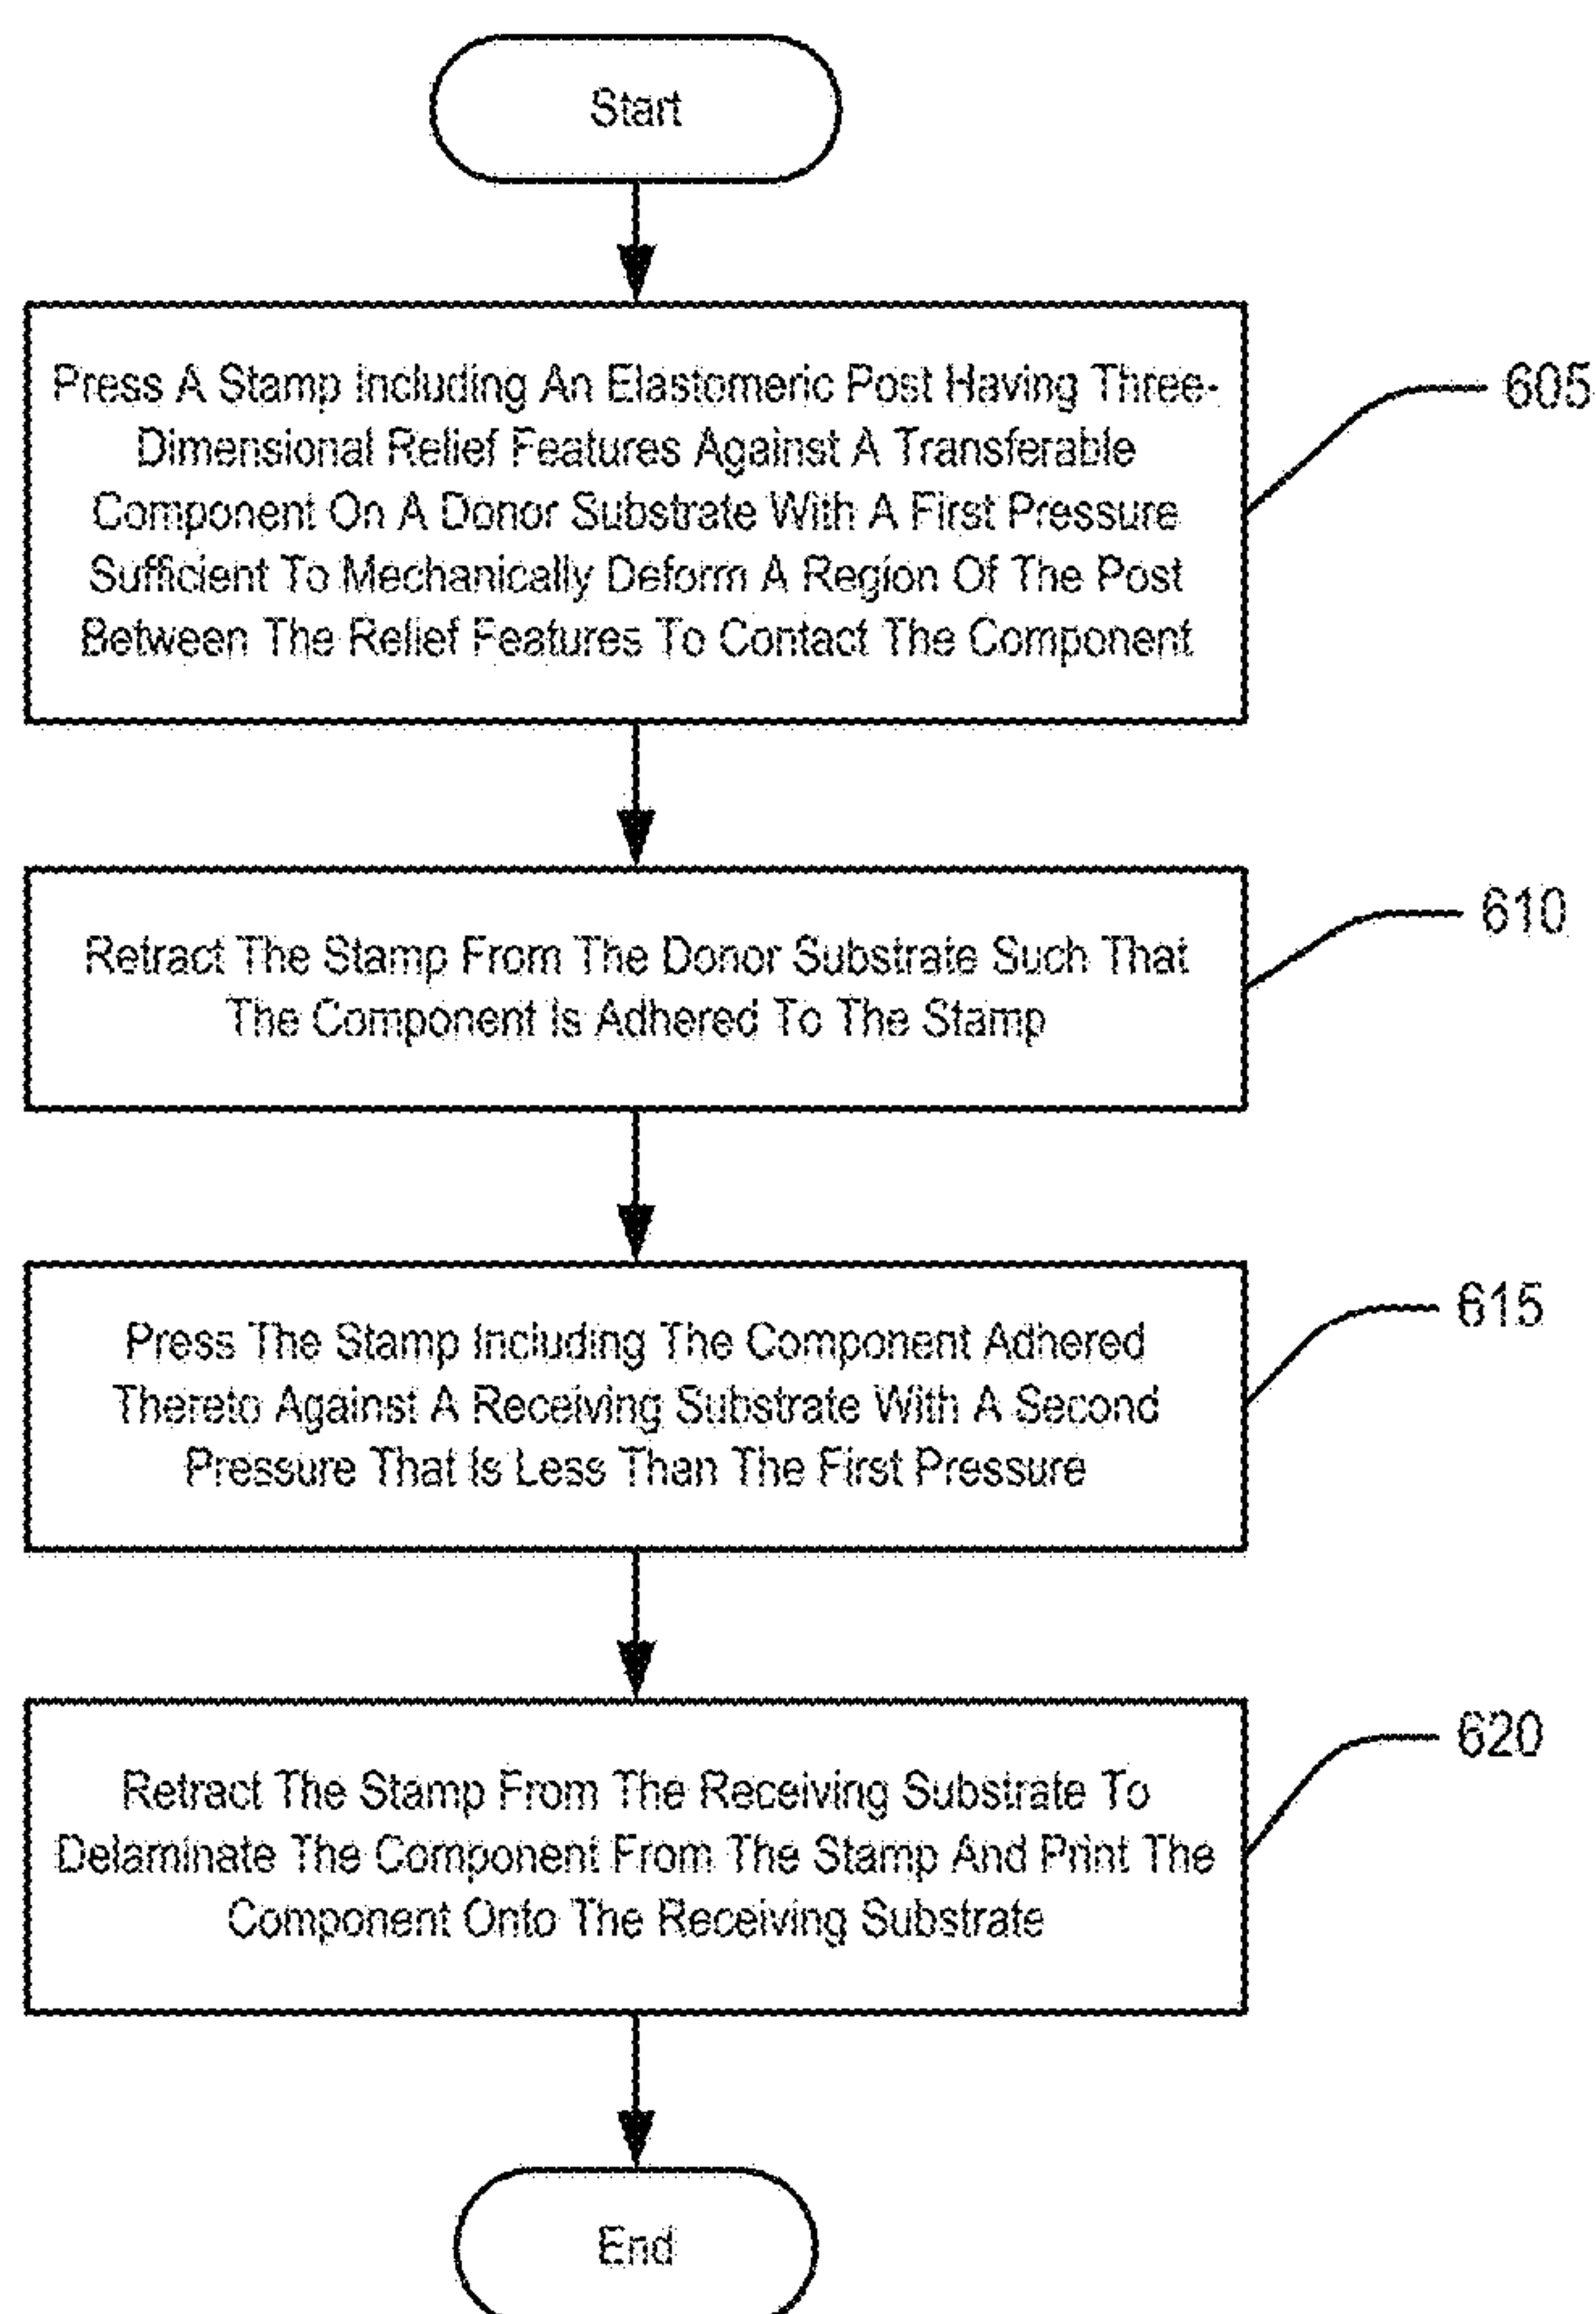 Start
Press A Stamp Including An Elastomeric Post Having Three-
Dimensional Relief Features Against A Transferable
Component On A Donor Substrate With A First Pressure
Sufficient To Mechanically Deform A Region Of The Post
Between The Relief Features To Contact The Component
605
Retract The Stamp From The Donor Substrate Such That
The Component Is Adhered To The Stamp
610
Press The Stamp Including The Component Adhered
Thereto Against A Receiving Substrate With A Second
Pressure That Is Less Than The First Pressure
615
Retract The Stamp From The Receiving Substrate To
Delaminate The Component From The Stamp And Print The
Component Onto The Receiving Substrate
620
End